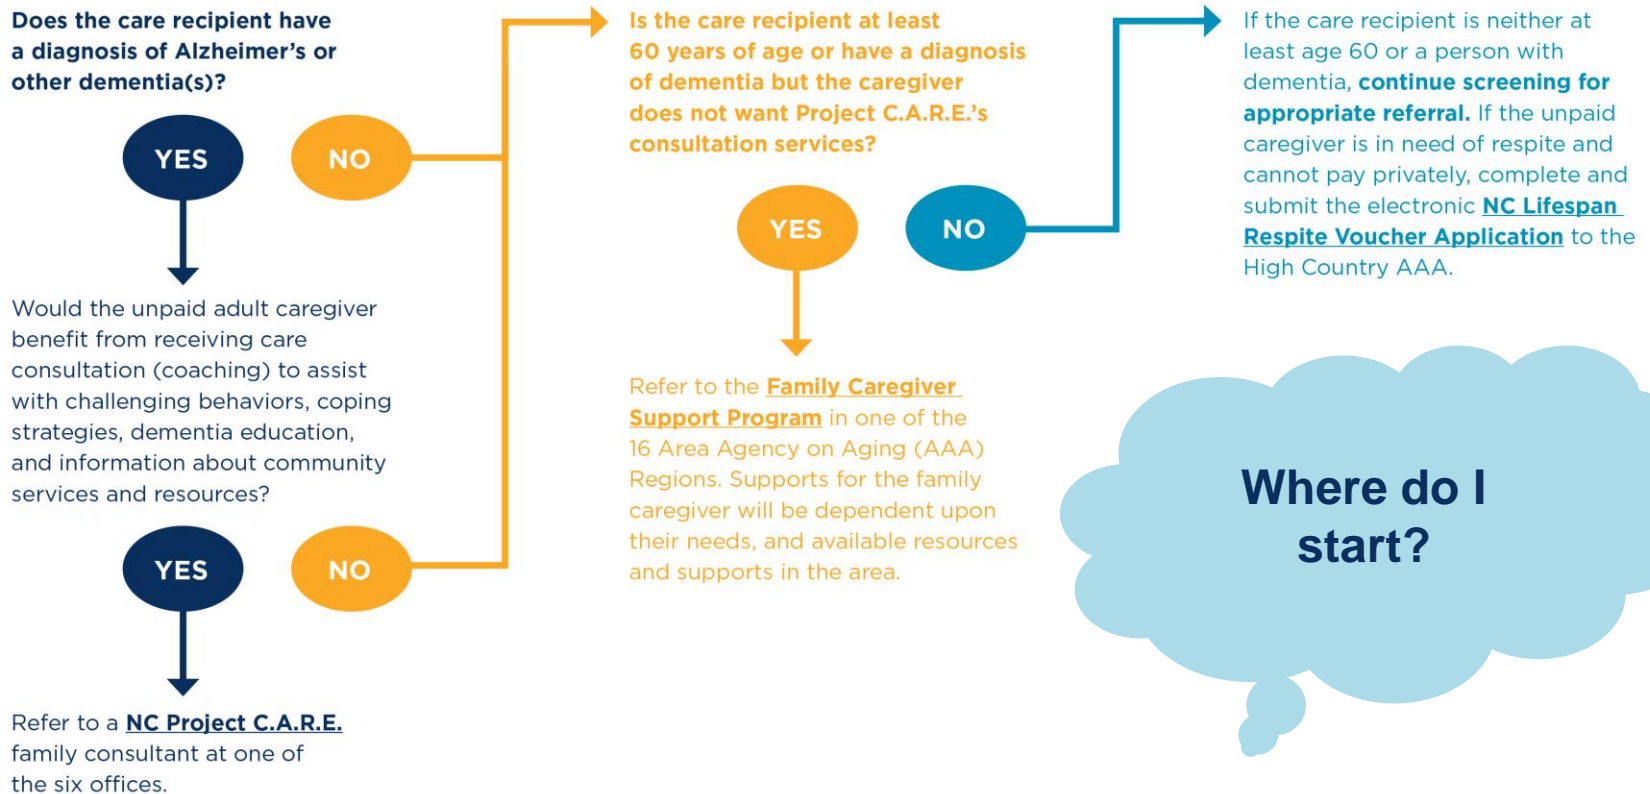 Does the care recipient have
a diagnosis of Alzheimer's or
other dementia(s)?
YES
NO
Would the unpaid adult caregiver
benefit from receiving care
consultation (coaching) to assist
with challenging behaviors, coping
strategies, dementia education,
and information about community
services and resources?
YES
NO
Refer to a NC Project C.A.R.E.
family consultant at one of
the six offices.
Is the care recipient at least
60 years of age or have a diagnosis
of dementia but the caregiver
does not want Project C.A.R.E.'s
consultation services?
YES
NO
Refer to the Family Caregiver
Support Program in one of the
16 Area Agency on Aging (AAA)
Regions. Supports for the family
caregiver will be dependent upon
their needs, and available resources
and supports in the area.
If the care recipient is neither at
least age 60 or a person with
dementia, continue screening for
appropriate referral. If the unpaid
caregiver is in need of respite and
cannot pay privately, complete and
submit the electronic NC Lifespan
Respite Voucher Application to the
High Country AAA.
Where do I
start?